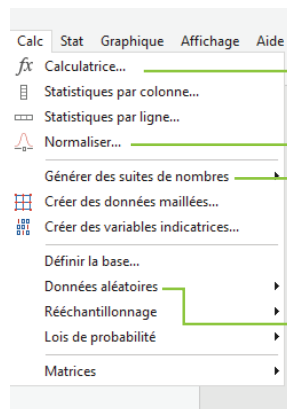 Calc Stat Graphique Affichage Aide
fx Calculatrice...
Statistiques par colonne...
Statistiques par ligne...
Normaliser...
Générer des suites de nombres
Créer des données maillées...
Créer des variables indicatrices...
Définir la base...
Données aléatoires
Rééchantillonnage
Lois de probabilité
Matrices